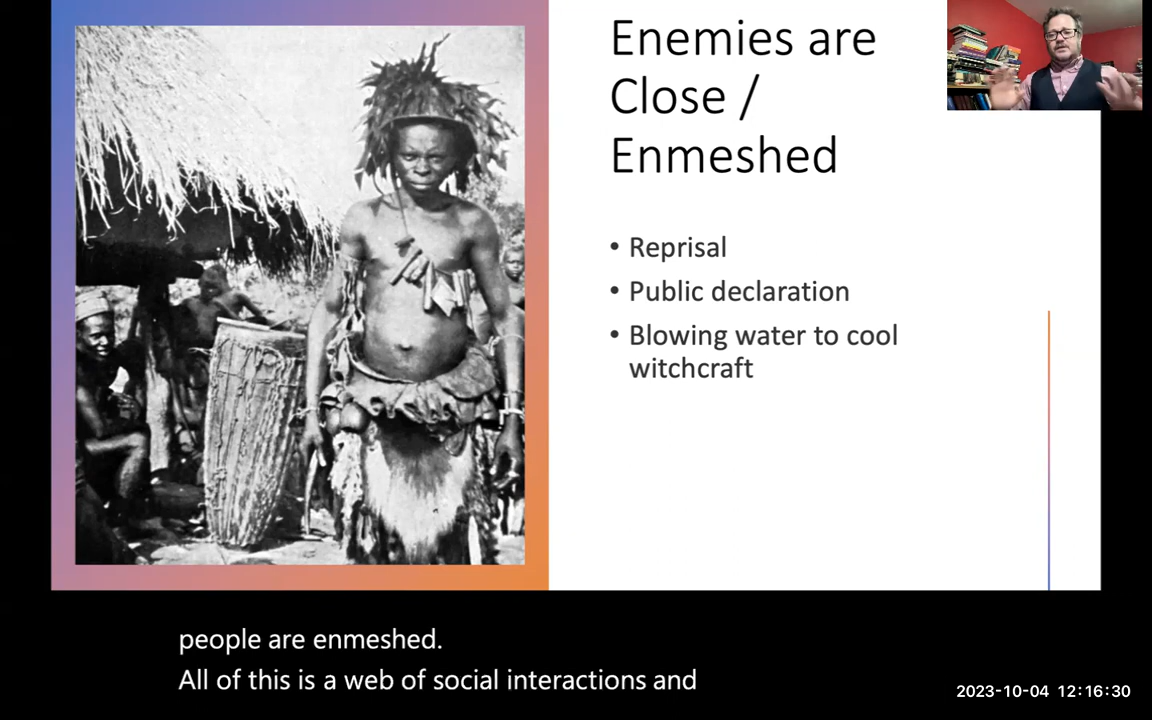 Enemies are
Close /
Enmeshed
• Reprisal
• Public declaration
• Blowing water to cool
witchcraft
people are enmeshed.
All of this is a web of social interactions and
2023-10-04 12:16:30